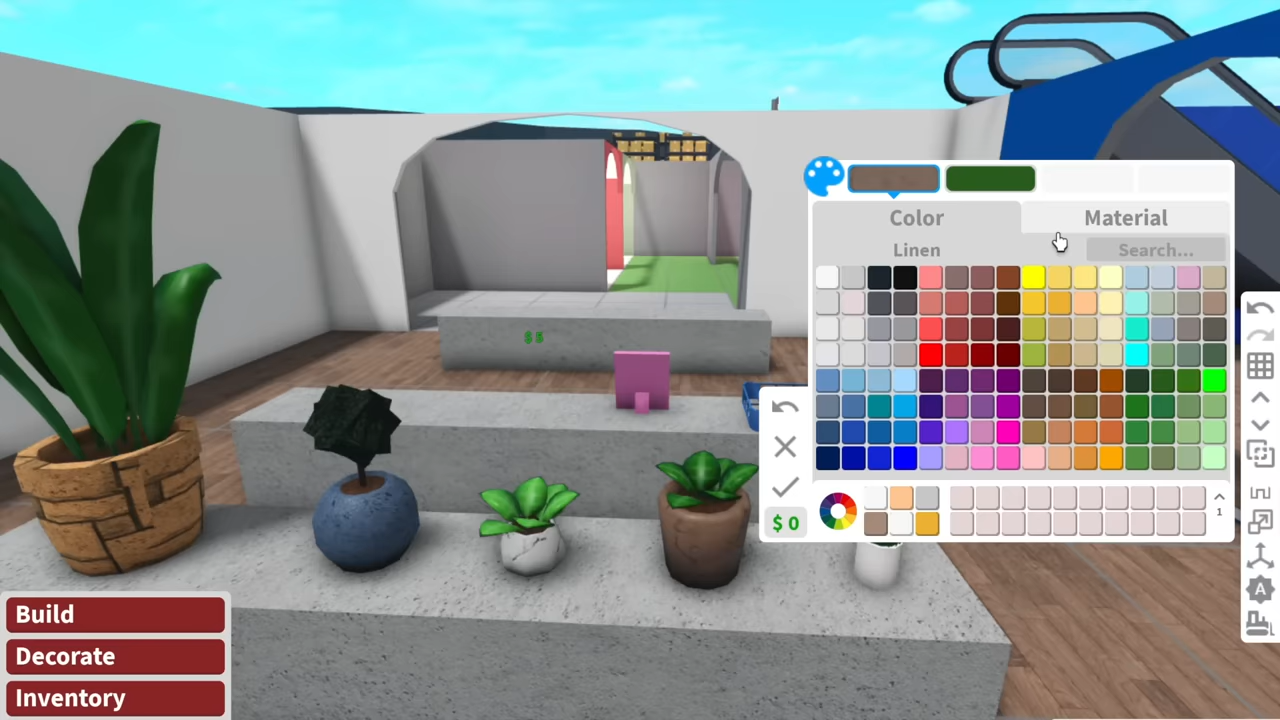 Color
Material
Linen
Search...
$ 5
$ 0
1
A
Build
Decorate
Inventory